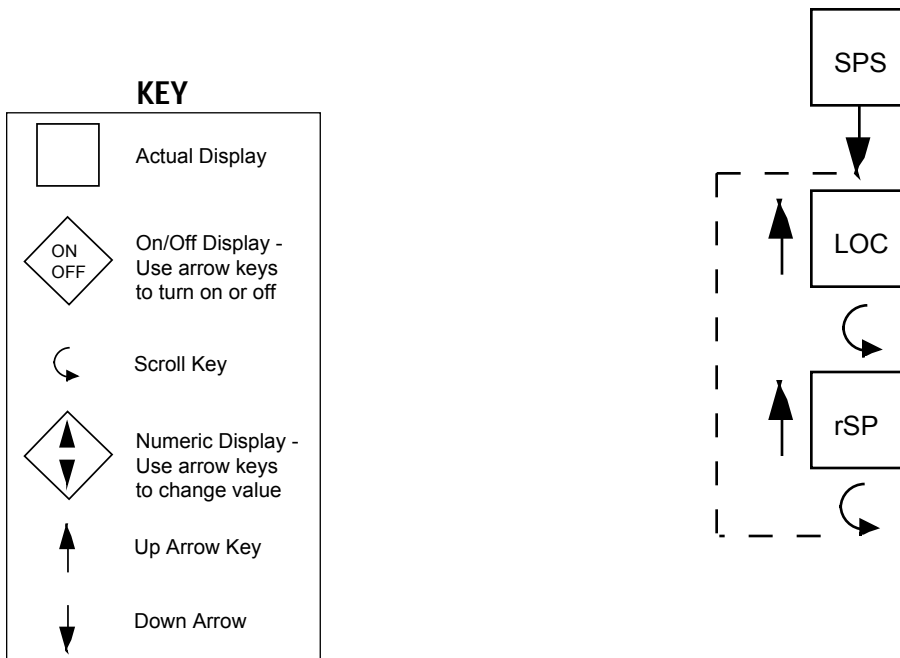 KEY
Actual Display
ON
OFF
On/Off Display -
Use arrow keys
to turn on or off
Scroll Key
Numeric Display -
Use arrow keys
to change value
Up Arrow Key
Down Arrow
SPS
LOC
rSP